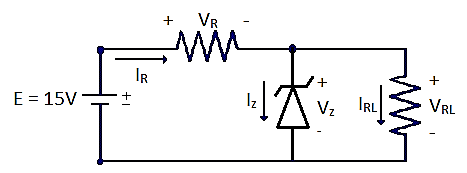 + VR -
IR
E = 15V ±
Iz + Vz -
IRL + VRL -